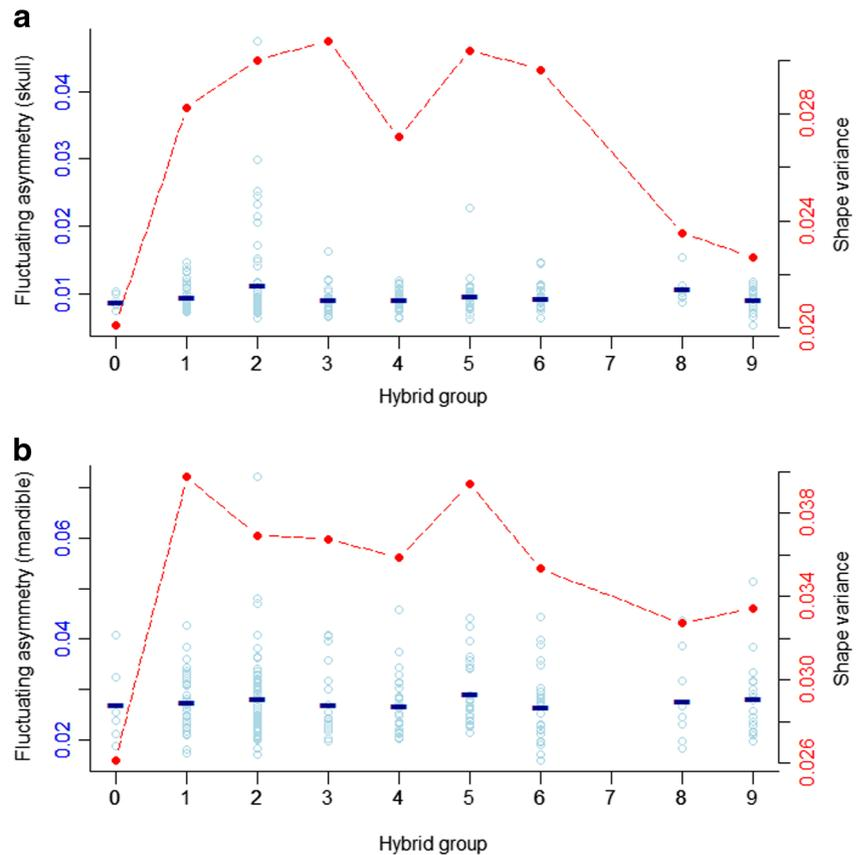 a
Fluctuating asymmetry (skull)
0.01 0.02 0.03 0.04
0.020 0.024 0.028
Shape variance
0 1 2 3 4 5 6 7 8 9
Hybrid group
b
Fluctuating asymmetry (mandible)
0.02 0.04 0.06
0.026 0.030 0.034 0.038
Shape variance
0 1 2 3 4 5 6 7 8 9
Hybrid group